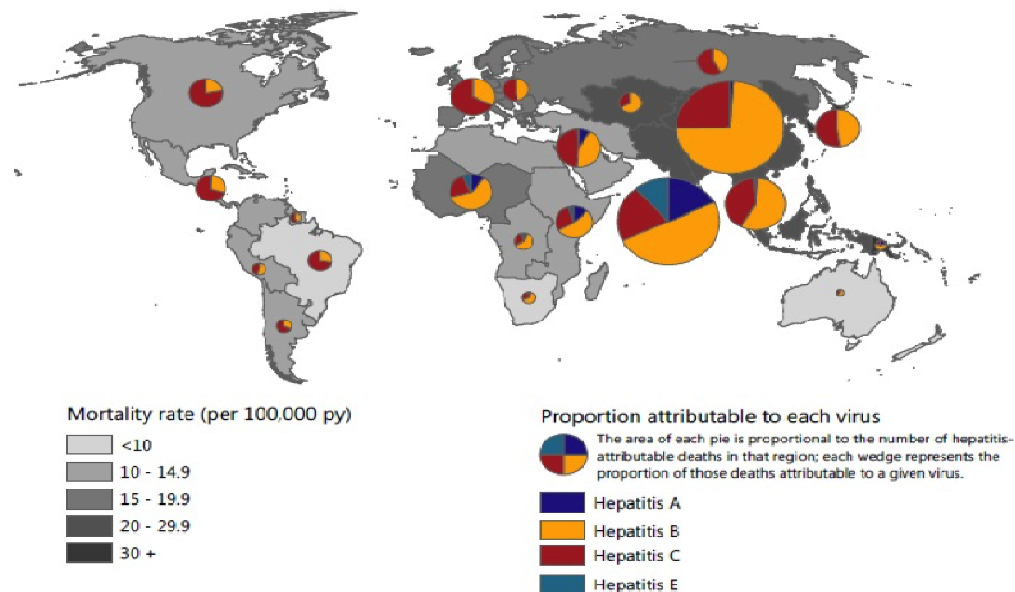 Mortality rate (per 100,000 py)
<10
10 - 14.9
15 - 19.9
20 - 29.9
30 +
Proportion attributable to each virus
The area of each pie is proportional to the number of hepatitis-
attributable deaths in that region; each wedge represents the
proportion of those deaths attributable to a given virus.
Hepatitis A
Hepatitis B
Hepatitis C
Hepatitis E